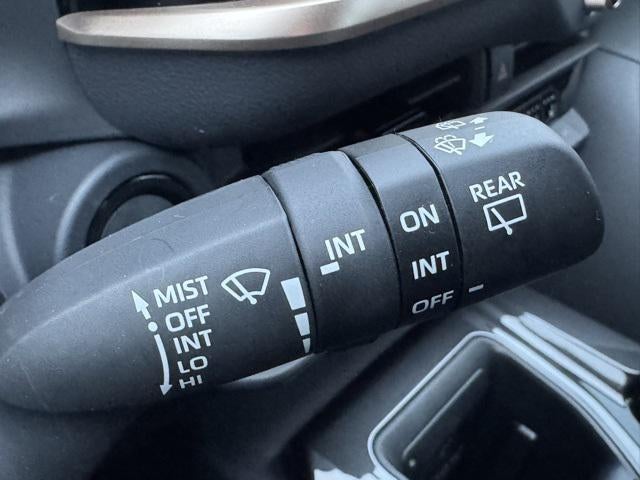 MIST
OFF
INT
LO
HI
INT
ON
INT
OFF
REAR